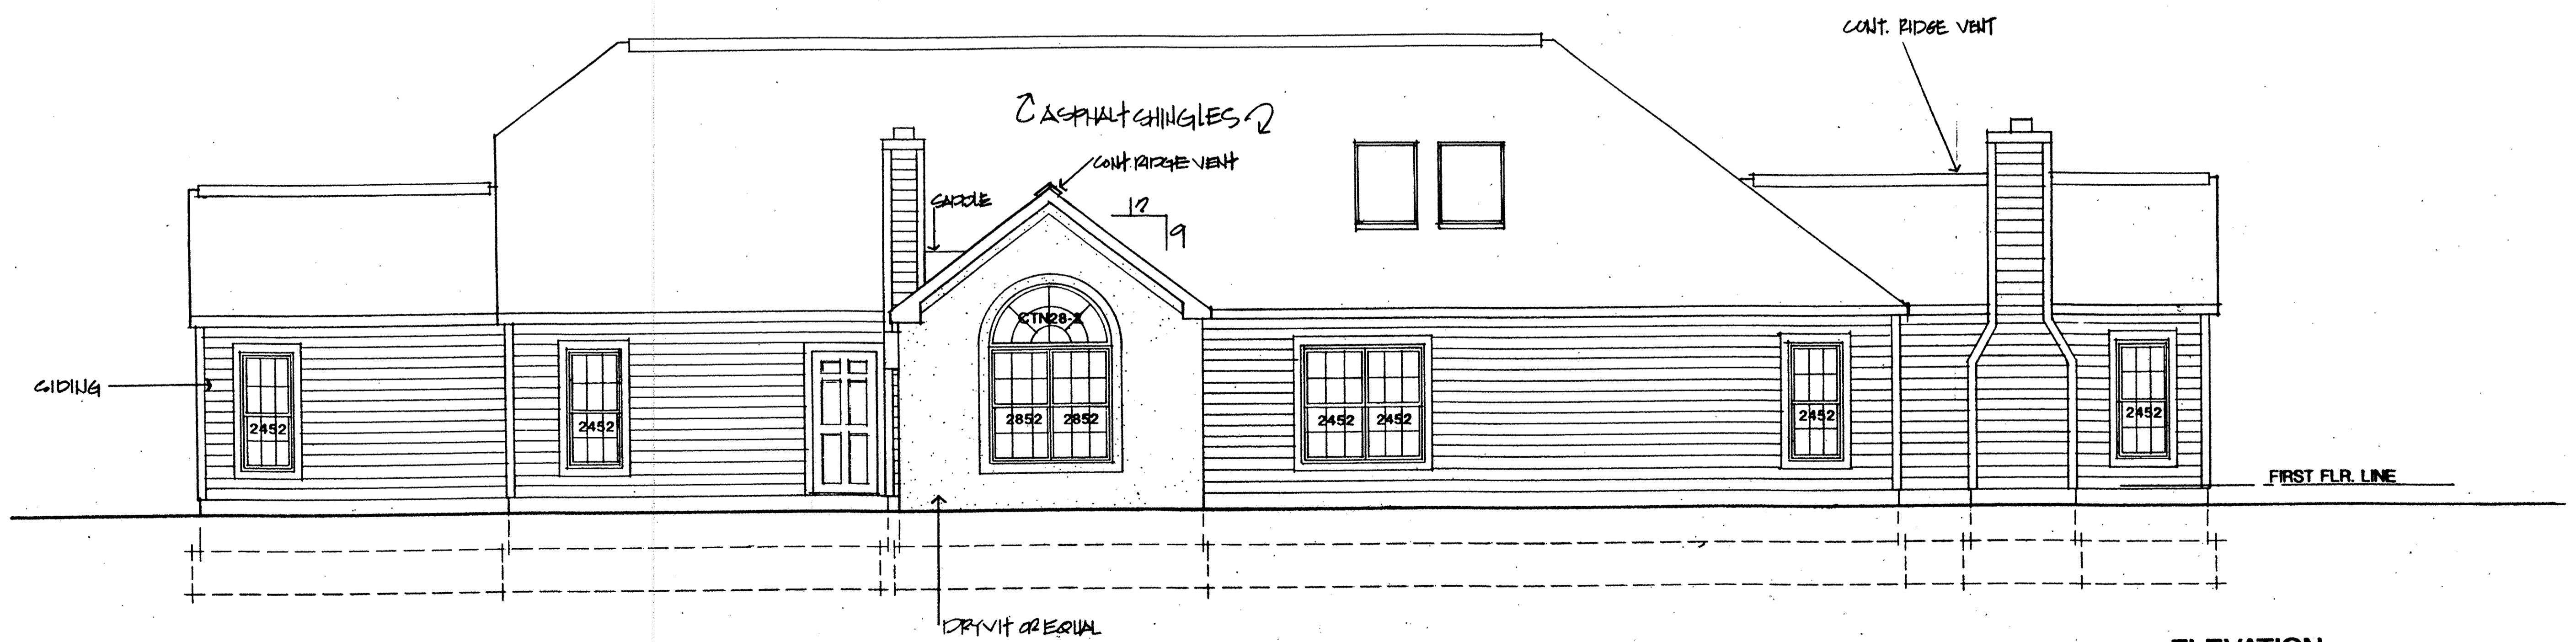 CONT. RIDGE VENT
ASPHALT SHINGLES
CONT. RIDGE VENT
SADDLE
12
9
CTN28-2
SIDING
2452
2452
2852 2852
2452 2452
2452
2452
FIRST FLR. LINE
DRYVIT OR EQUAL
ELEVATION